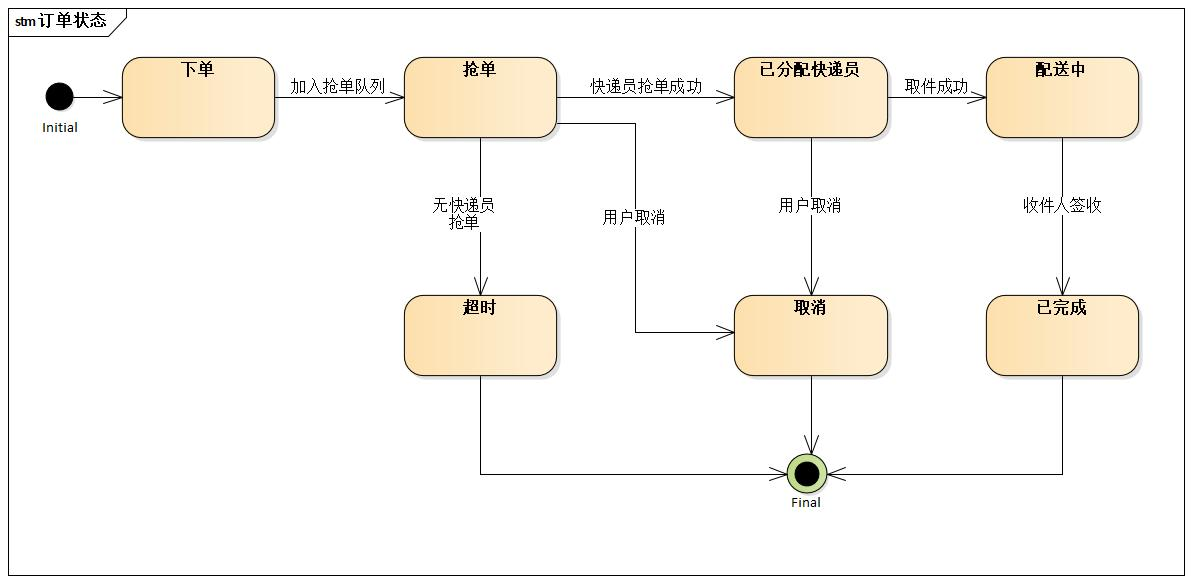 stm 订单状态
下单
加入抢单队列
抢单
快递员抢单成功
已分配快递员
取件成功
配送中
Initial
无快递员
抢单
用户取消
用户取消
收件人签收
超时
取消
已完成
Final